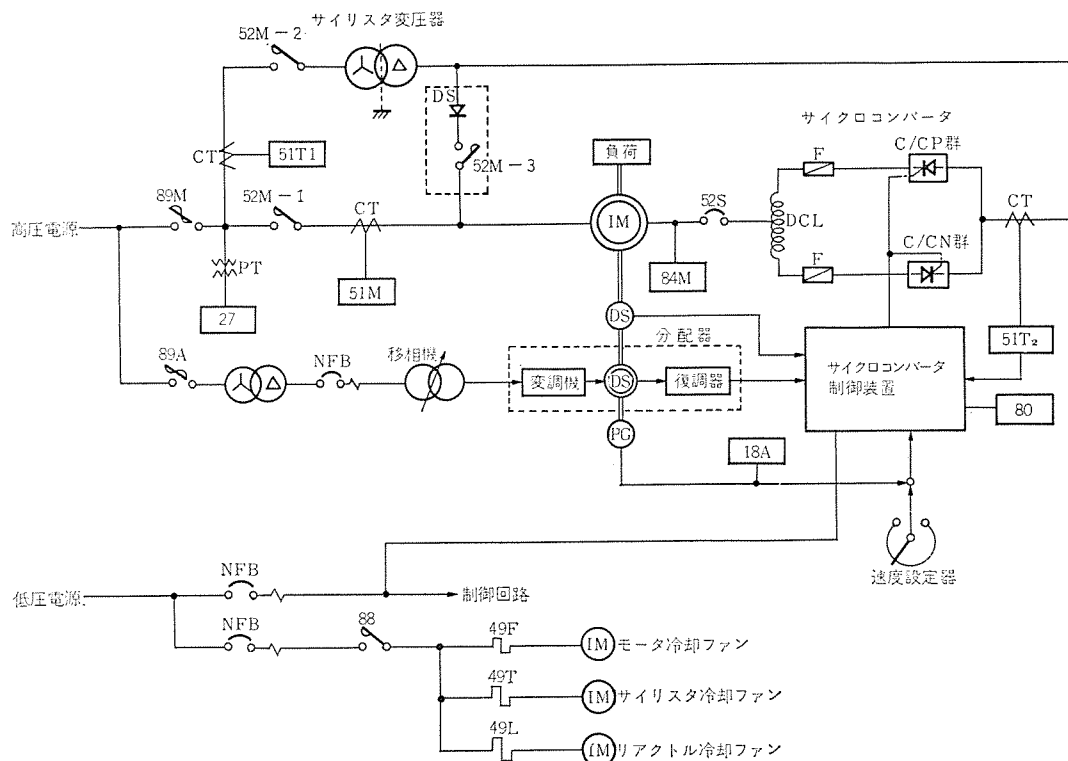 サイリスタ変圧器
52M-2
DS
サイクロコンバータ
C/CP群
負荷
F
CT
51T1
52M-3
CT
89M
52M-1
CT
52S
高圧電源
IM
DCL
C/CN群
PT
F
51M
84M
27
DS
51T₂
分配器
89A
NFB
移相機
変調機
DS
復調器
サイクロコンバータ
制御装置
80
PG
18A
速度設定器
NFB
低圧電源
制御回路
NFB
88
49F
IM
モータ冷却ファン
49T
IM
サイリスタ冷却ファン
49L
IM
リアクトル冷却ファン